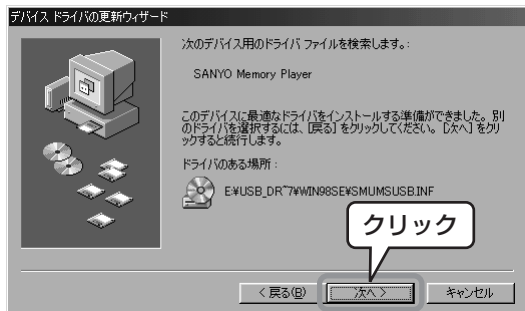 デバイス ドライバの更新ウィザード
次のデバイス用のドライバ ファイルを検索します。:
SANYO Memory Player
このデバイスに最適なドライバをインストールする準備ができました。別
のドライバを選択するには、[戻る] をクリックしてください。[次へ] をクリ
ックすると続行します。
ドライバのある場所 :
E:¥USB_DR~7¥WIN98SE¥SMUMSUSB.INF
クリック
< 戻る(B)
次へ >
キャンセル